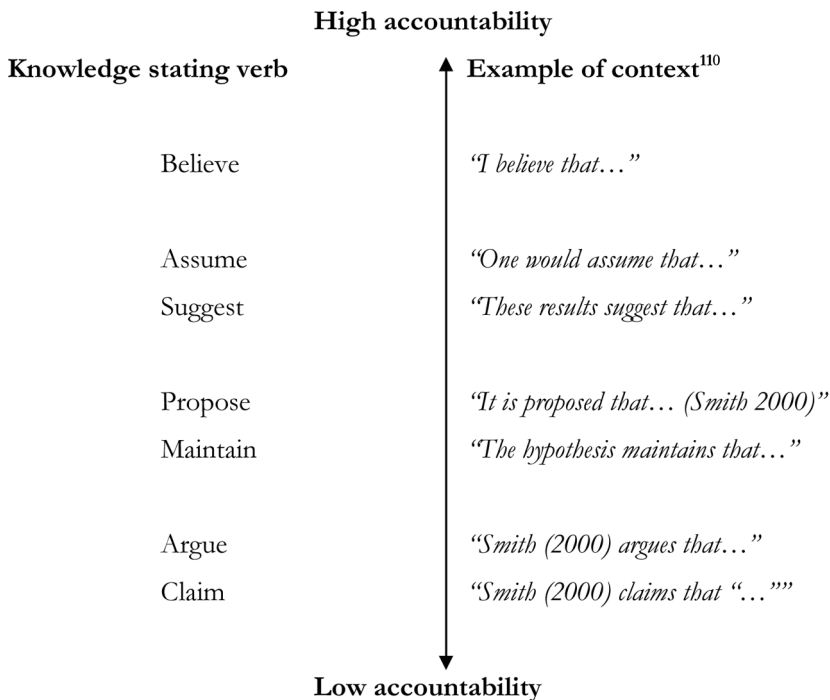 High accountability
Knowledge stating verb Example of context110
Believe “I believe that…”
Assume “One would assume that…”
Suggest “These results suggest that…”
Propose “It is proposed that… (Smith 2000)”
Maintain “The hypothesis maintains that…”
Argue “Smith (2000) argues that…”
Claim “Smith (2000) claims that “…””
Low accountability